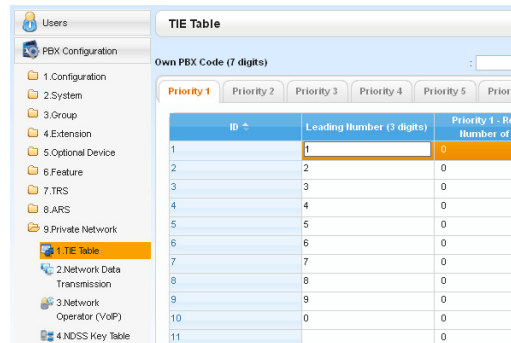 Users
PBX Configuration
1.Configuration
2.System
3.Group
4.Extension
5.Optional Device
6.Feature
7.TRS
8.ARS
9.Private Network
1.TIE Table
2.Network Data
Transmission
3.Network
Operator (VoIP)
4.NDSS Key Table
TIE Table
Own PBX Code (7 digits) :
Priority 1 Priority 2 Priority 3 Priority 4 Priority 5 Prior
ID Leading Number (3 digits) Priority 1 - Re
Number of
1 1 0
2 2 0
3 3 0
4 4 0
5 5 0
6 6 0
7 7 0
8 8 0
9 9 0
10 0 0
11 0